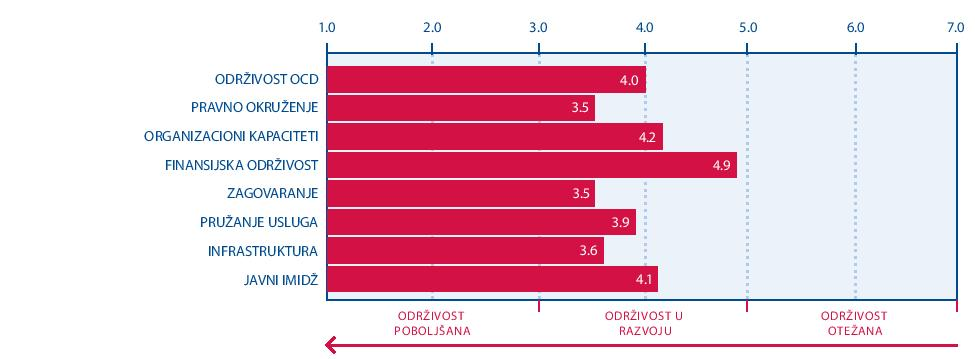 1.0 2.0 3.0 4.0 5.0 6.0 7.0
ODRŽIVOST OCD 4.0
PRAVNO OKRUŽENJE 3.5
ORGANIZACIONI KAPACITETI 4.2
FINANSIJSKA ODRŽIVOST 4.9
ZAGOVARANJE 3.5
PRUŽANJE USLUGA 3.9
INFRASTRUKTURA 3.6
JAVNI IMIDŽ 4.1
ODRŽIVOST ODRŽIVOST U ODRŽIVOST
POBOLJŠANA RAZVOJU OTEŽANA